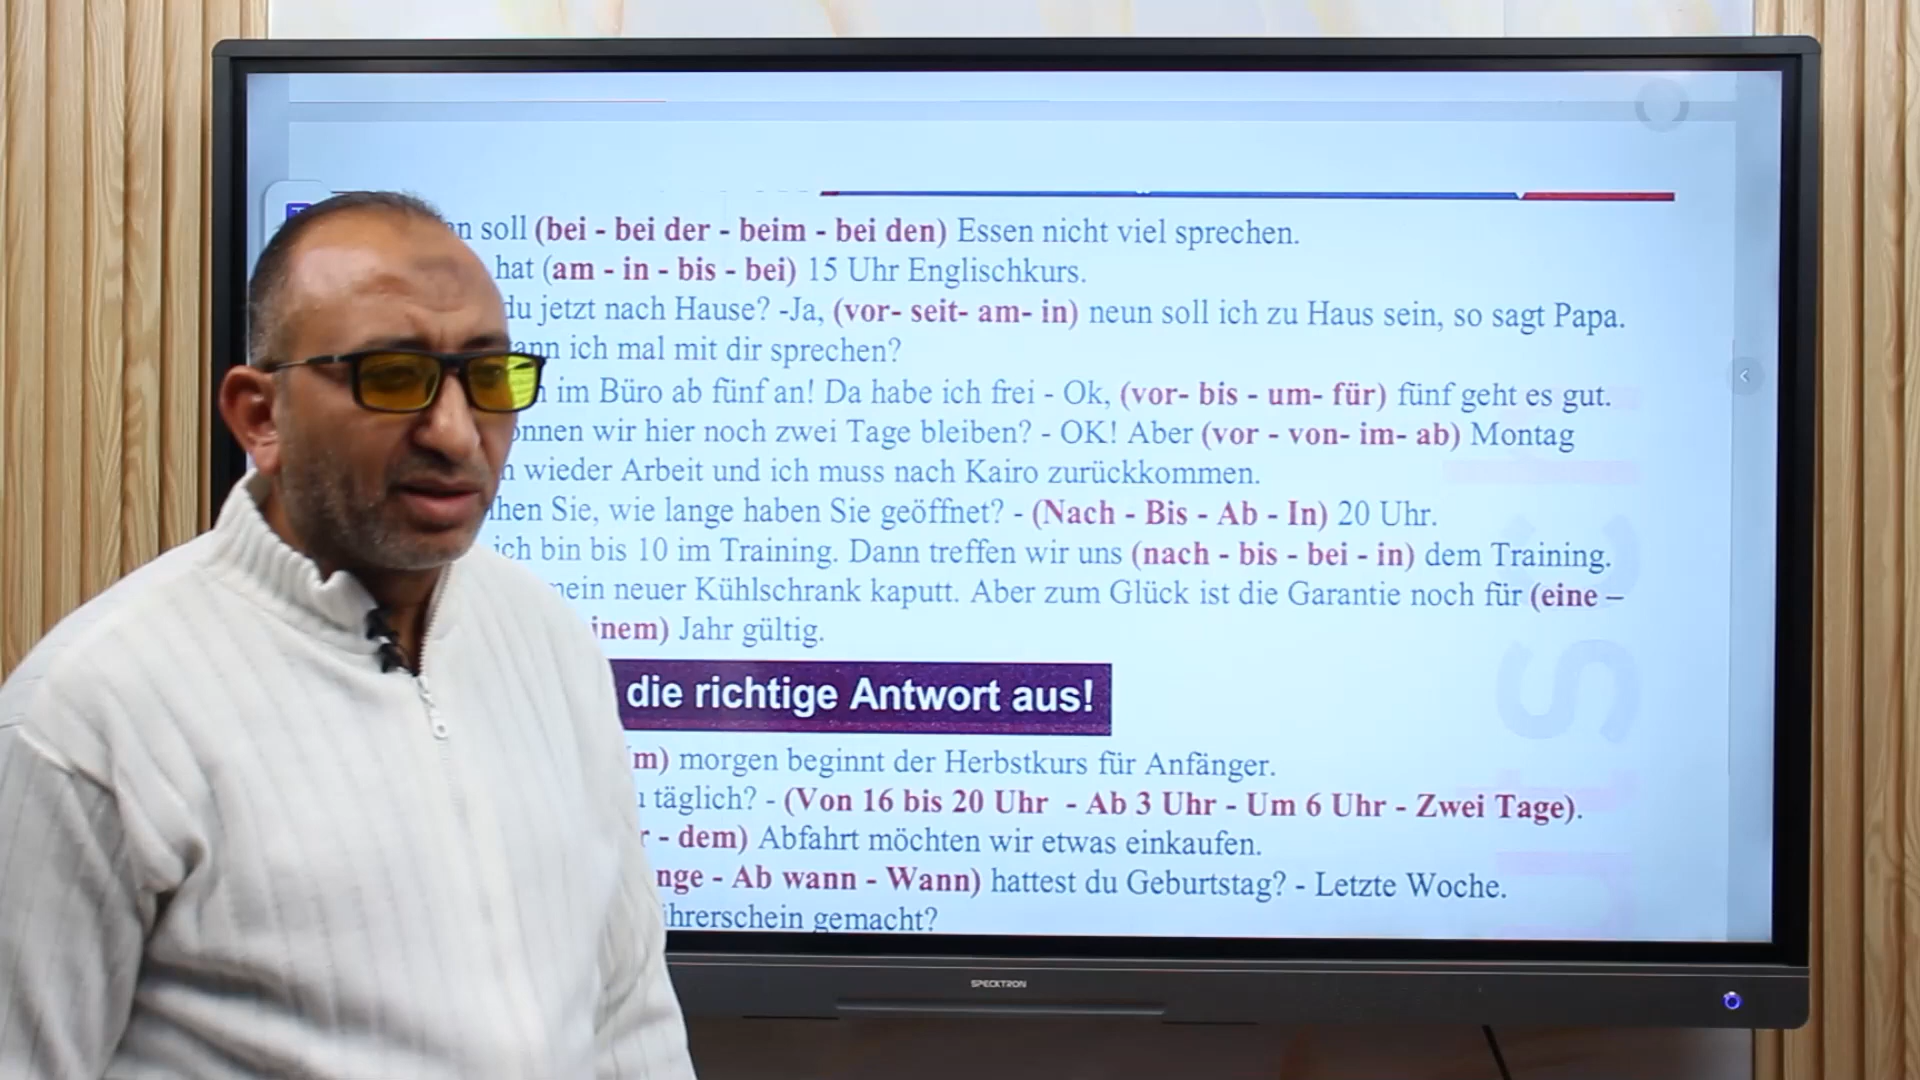 soll (bei - bei der - beim - bei den) Essen nicht viel sprechen.
hat (am - in - bis - bei) 15 Uhr Englischkurs.
du jetzt nach Hause? -Ja, (vor- seit- am- in) neun soll ich zu Haus sein, so sagt Papa.
ich mal mit dir sprechen?
im Büro ab fünf an! Da habe ich frei - Ok, (vor- bis - um- für) fünf geht es gut.
wir hier noch zwei Tage bleiben? - OK! Aber (vor - von- im- ab) Montag
wieder Arbeit und ich muss nach Kairo zurückkommen.
Sie, wie lange haben Sie geöffnet? - (Nach - Bis - Ab - In) 20 Uhr.
ich bin bis 10 im Training. Dann treffen wir uns (nach - bis - bei - in) dem Training.
mein neuer Kühlschrank kaputt. Aber zum Glück ist die Garantie noch für (eine –
inem) Jahr gültig.
die richtige Antwort aus!
m) morgen beginnt der Herbstkurs für Anfänger.
täglich? - (Von 16 bis 20 Uhr - Ab 3 Uhr - Um 6 Uhr - Zwei Tage).
- dem) Abfahrt möchten wir etwas einkaufen.
nge - Ab wann - Wann) hattest du Geburtstag? - Letzte Woche.
ihrerschein gemacht?
SPECKTRON